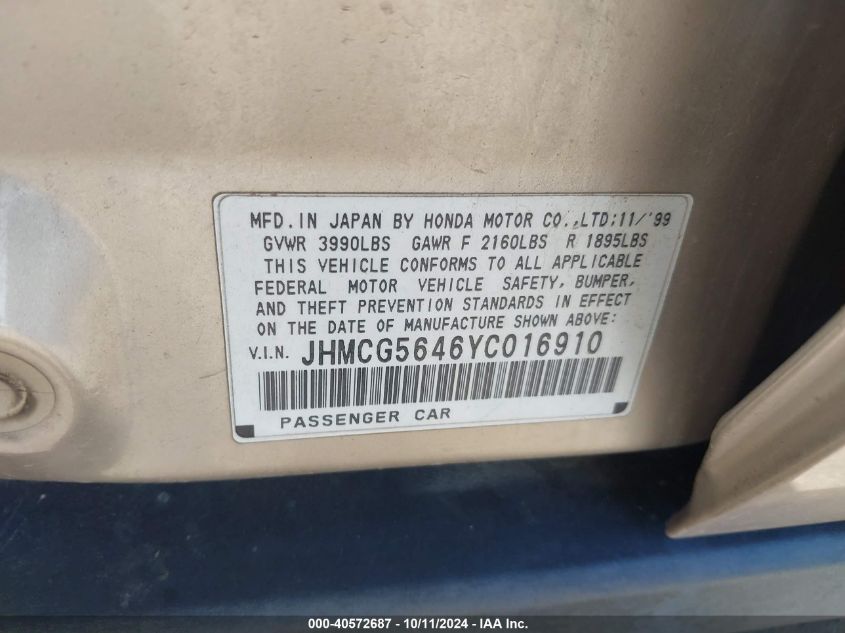 MFD. IN JAPAN BY HONDA MOTOR CO., LTD; 11/'99
GVWR 3990LBS GAWR F 2160LBS R 1895LBS
THIS VEHICLE CONFORMS TO ALL APPLICABLE
FEDERAL MOTOR VEHICLE SAFETY, BUMPER,
AND THEFT PREVENTION STANDARDS IN EFFECT
ON THE DATE OF MANUFACTURE SHOWN ABOVE:
V.I.N. JHMCG5646YC016910
PASSENGER CAR
000-40572687 - 10/11/2024 - IAA Inc.